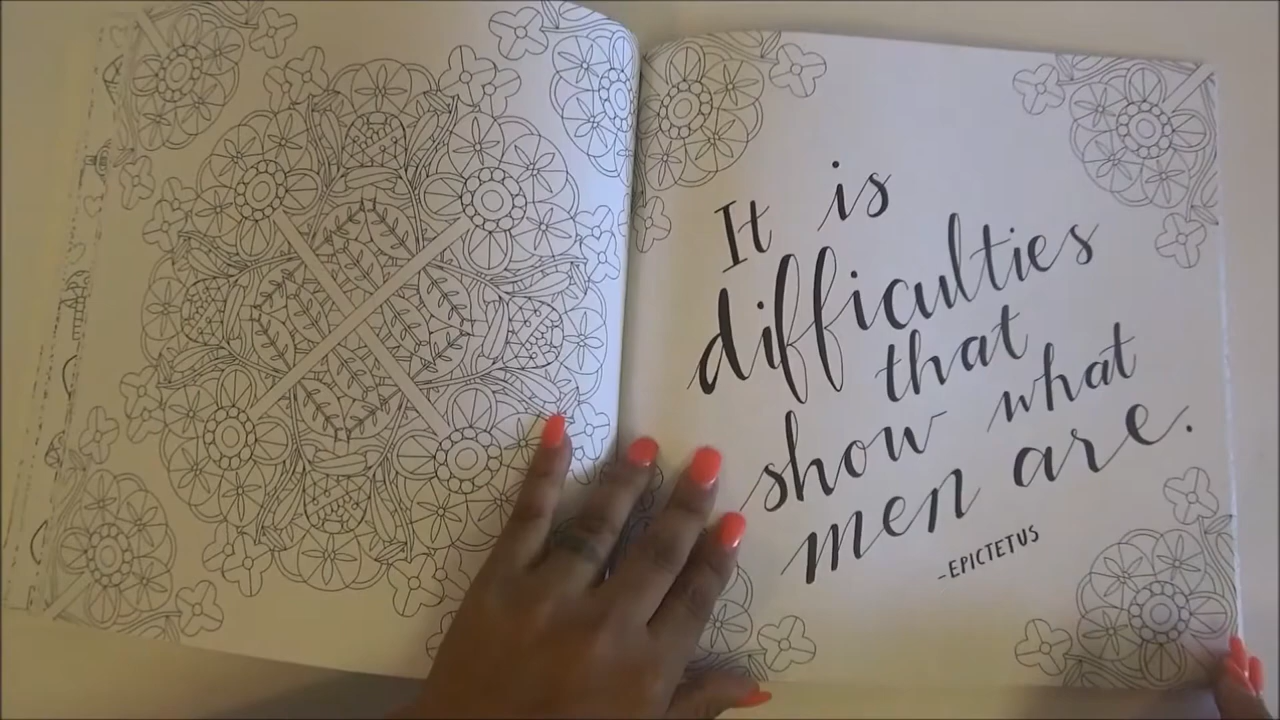 It is
difficulties
that
show what
men are.
-EPICTETUS